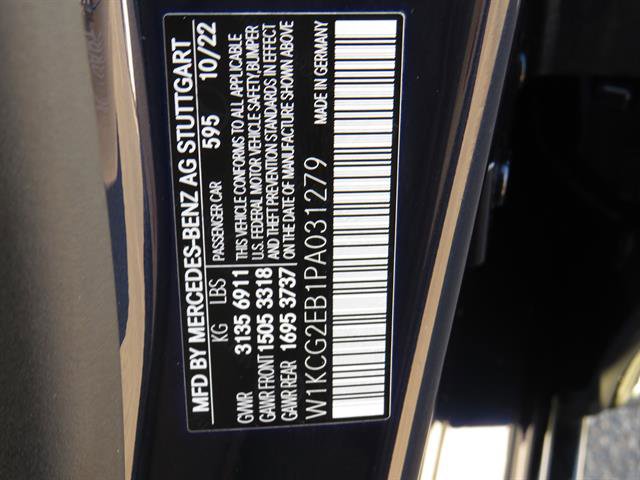 MFD BY MERCEDES-BENZ AG STUTTGART
PASSENGER CAR 595 10/22
KG LBS
GVWR 3135 6911
GAWR FRONT 1505 3318
GAWR REAR 1695 3737
THIS VEHICLE CONFORMS TO ALL APPLICABLE
U.S. FEDERAL MOTOR VEHICLE SAFETY,BUMPER
AND THEFT PREVENTION STANDARDS IN EFFECT
ON THE DATE OF MANUFACTURE SHOWN ABOVE
W1KCG2EB1PA031279
MADE IN GERMANY